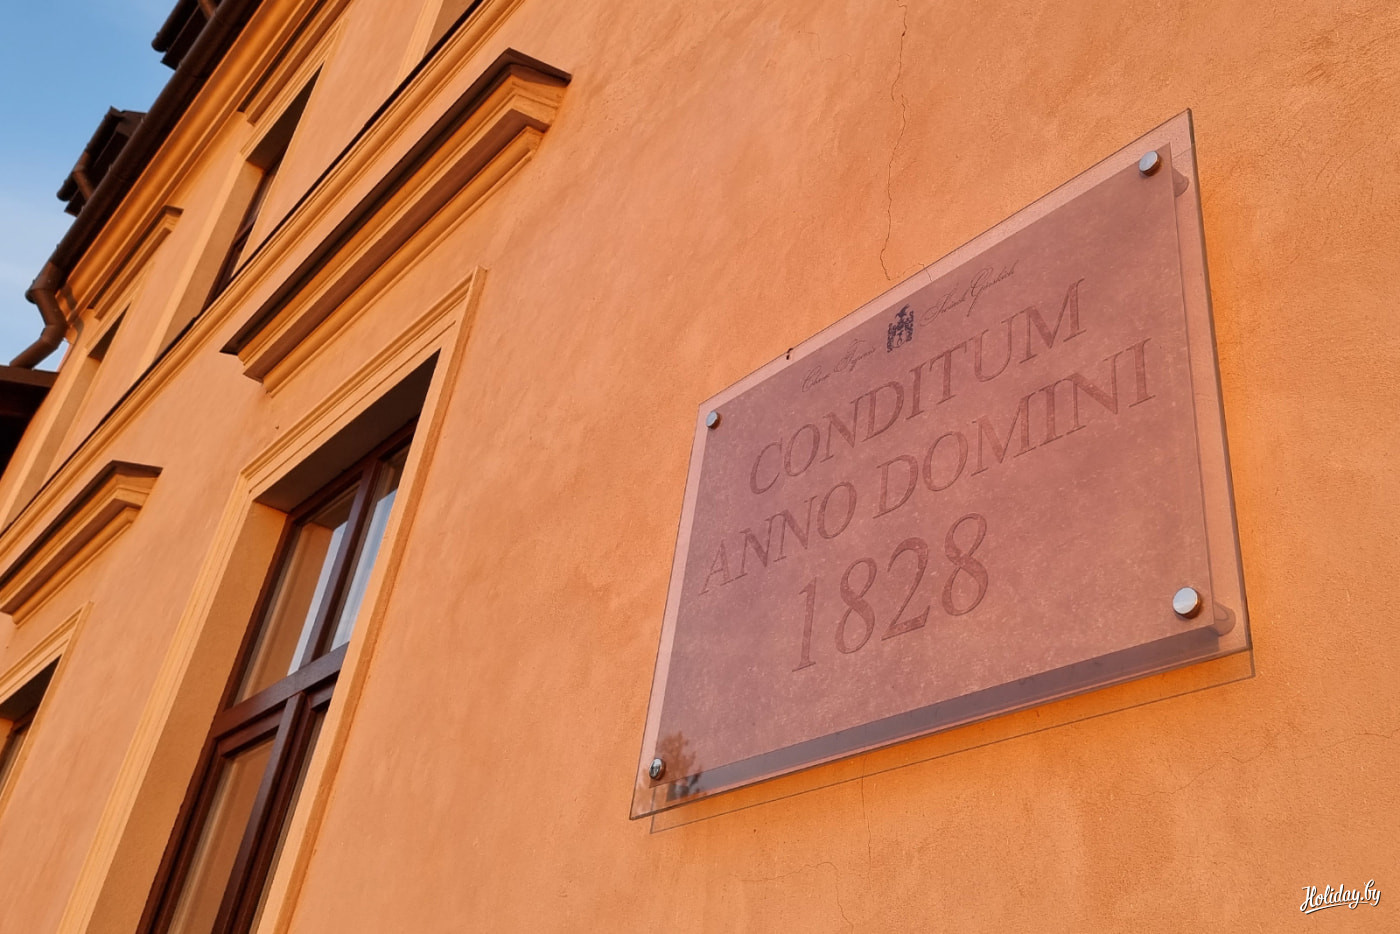 CONDITUM
ANNO DOMINI
1828
Holiday.by